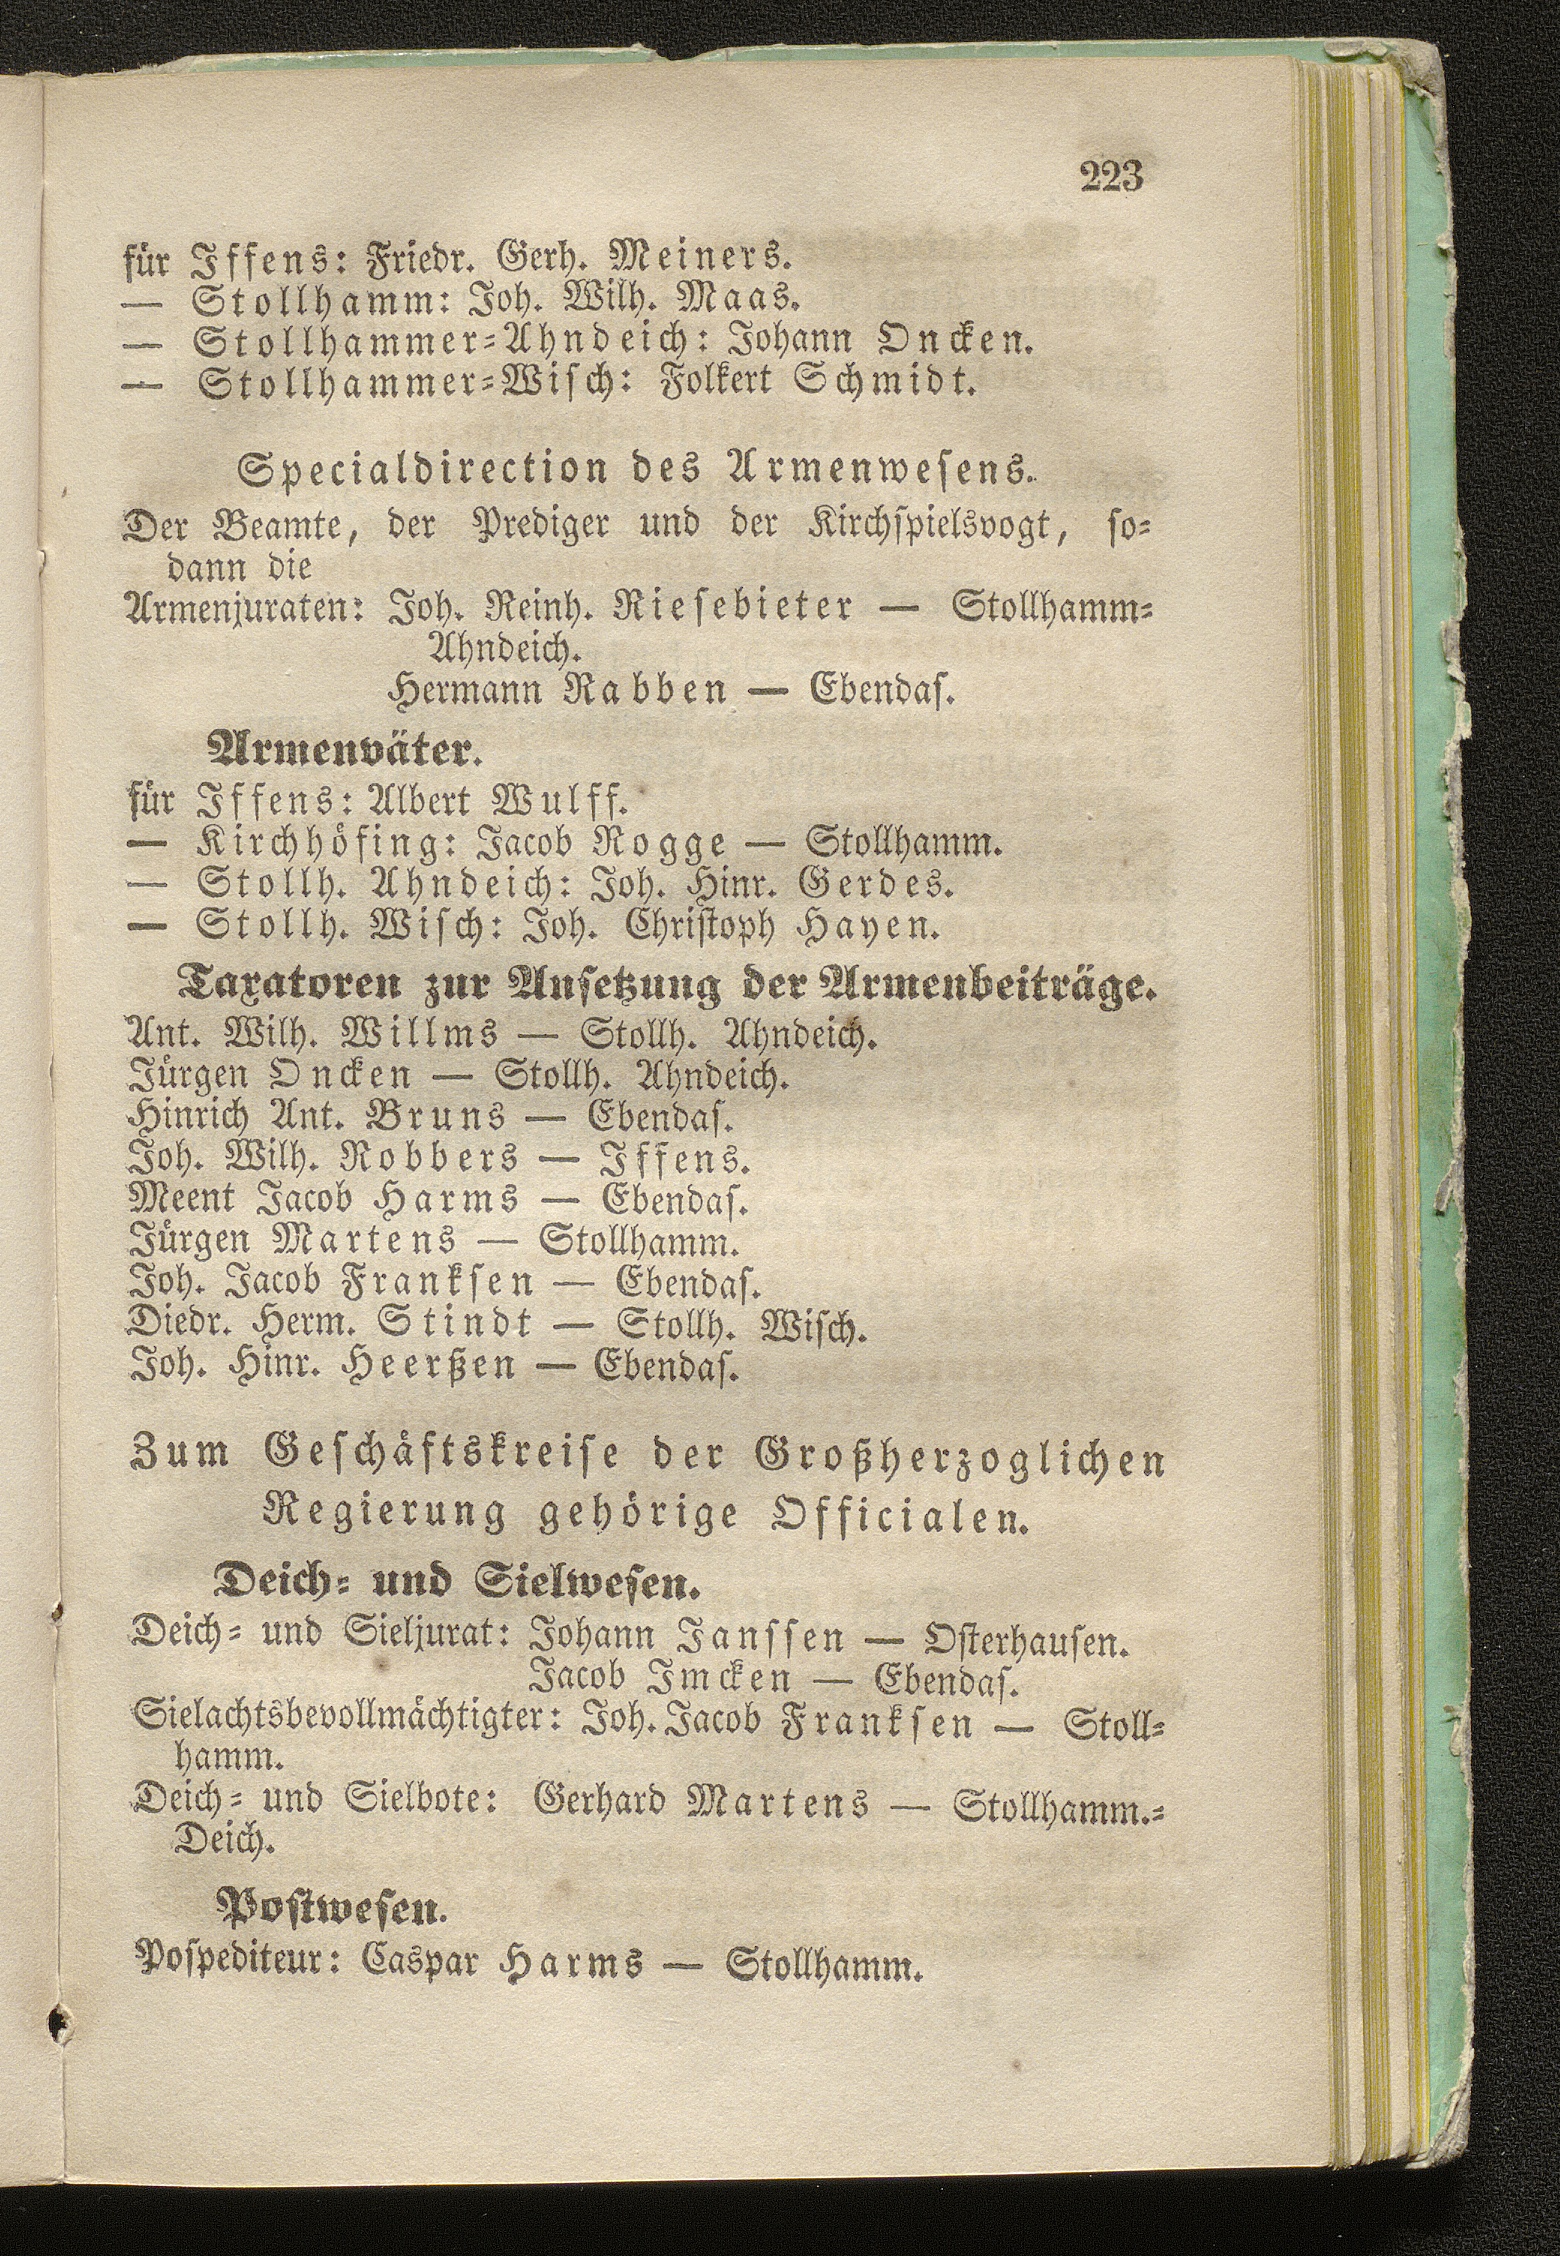 223
für Iffens: Friedr. Gerh. Meiners.
— Stollhamm: Joh. Wilh. Maas.
— Stollhammer-Ahndeich: Johann Oncken.
— Stollhammer-Wisch: Folkert Schmidt.
Specialdirection des Armenwesens.
Der Beamte, der Prediger und der Kirchspielsvogt, so-
dann die
Armenjuraten: Joh. Reinh. Riesebieter — Stollhamm-
Ahndeich.
Hermann Rabben — Ebendas.
Armenväter.
für Iffens: Albert Wulff.
— Kirchhöfing: Jacob Rogge — Stollhamm.
— Stollh. Ahndeich: Joh. Hinr. Gerdes.
— Stollh. Wisch: Joh. Christoph Hayen.
Taxatoren zur Ansetzung der Armenbeiträge.
Ant. Wilh. Willms — Stollh. Ahndeich.
Jürgen Oncken — Stollh. Ahndeich.
Hinrich Ant. Bruns — Ebendas.
Joh. Wilh. Robbers — Iffens.
Meent Jacob Harms — Ebendas.
Jürgen Martens — Stollhamm.
Joh. Jacob Franksen — Ebendas.
Diedr. Herm. Stindt — Stollh. Wisch.
Joh. Hinr. Heerßen — Ebendas.
Zum Geschäftskreise der Großherzoglichen
Regierung gehörige Officialen.
Deich- und Sielwesen.
Deich- und Sieljurat: Johann Janssen — Osterhausen.
Jacob Imcken — Ebendas.
Sielachtsbevollmächtigter: Joh. Jacob Franksen — Stoll-
hamm.
Deich- und Sielbote: Gerhard Martens — Stollhamm.-
Deich.
Postwesen.
Pospediteur: Caspar Harms — Stollhamm.